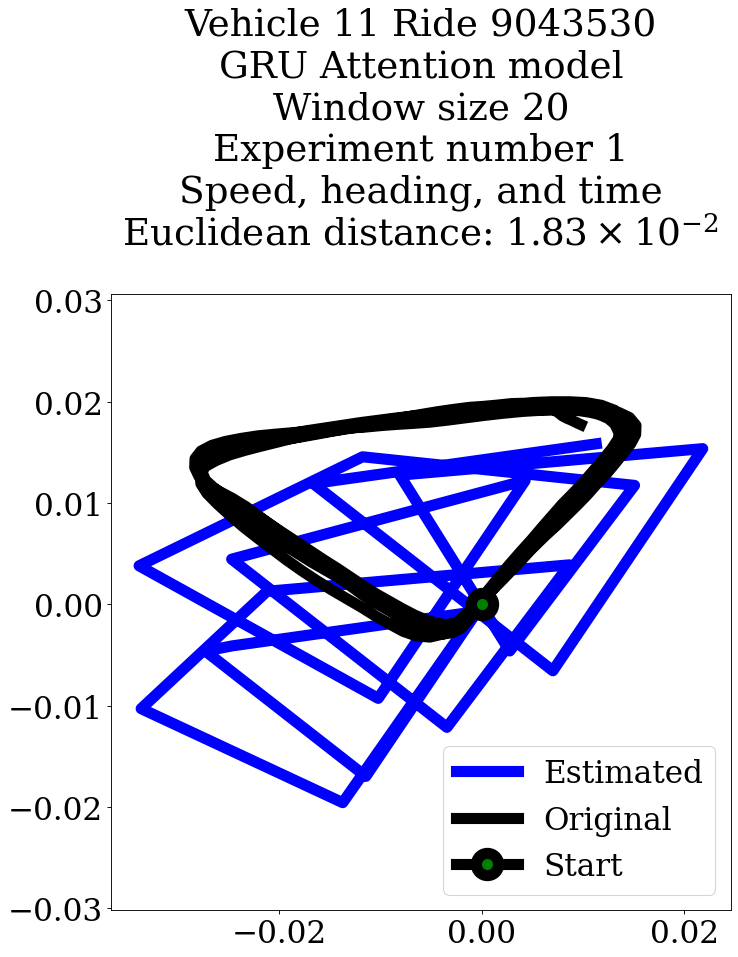 Vehicle 11 Ride 9043530
GRU Attention model
Window size 20
Experiment number 1
Speed, heading, and time
Euclidean distance: 1.83 × 10⁻²
0.03
0.02
0.01
0.00
−0.01
−0.02
−0.03
Estimated
Original
Start
−0.02
0.00
0.02